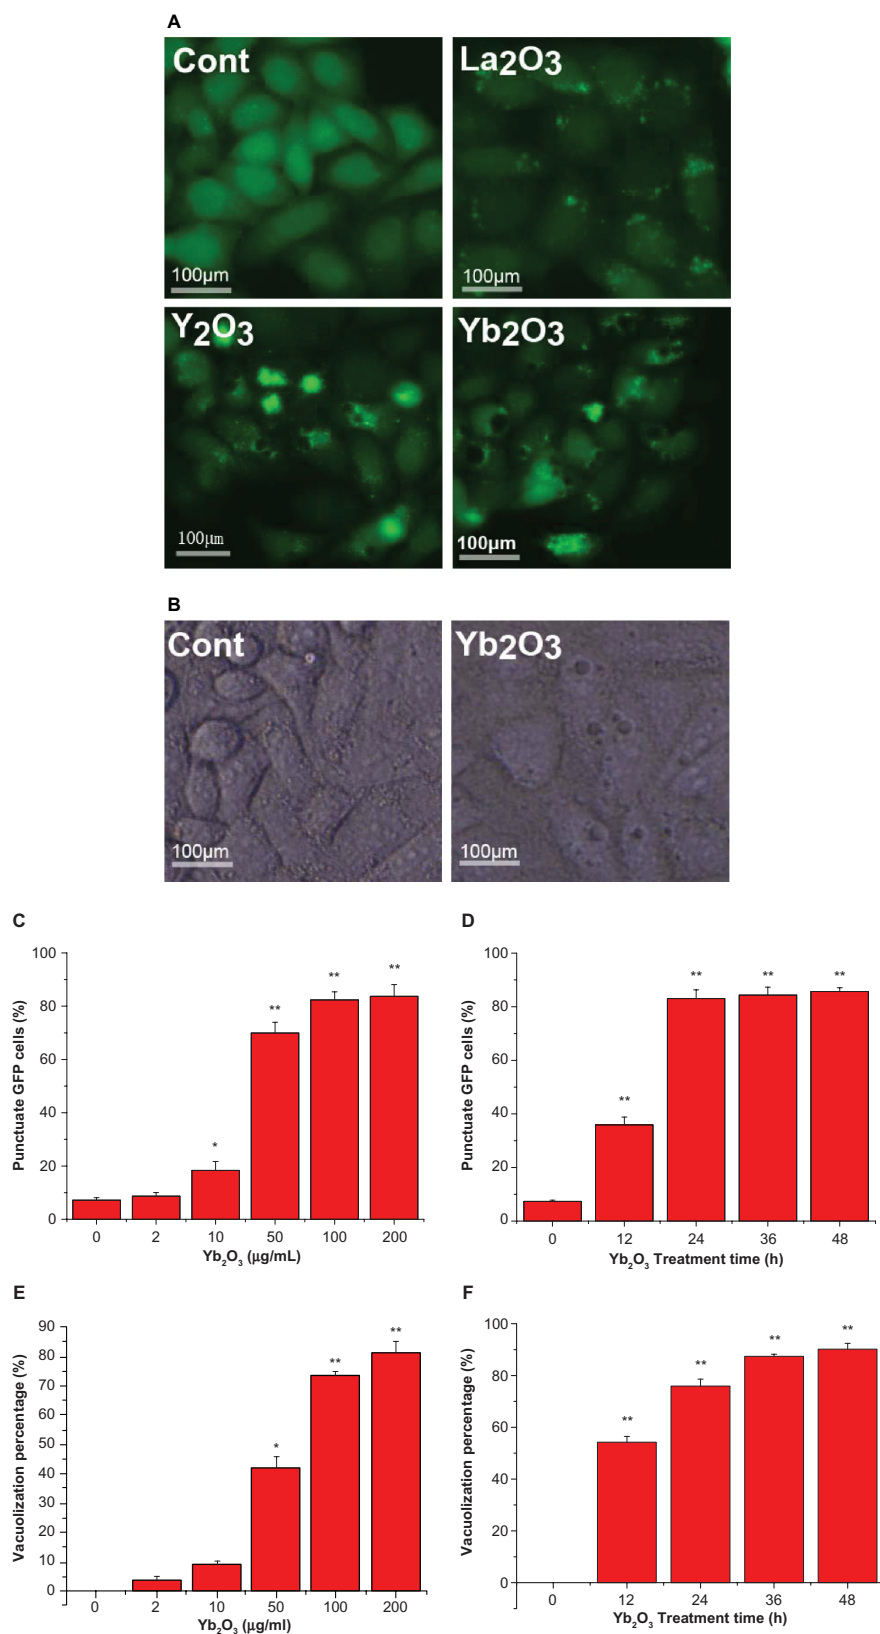 A
Cont
La2O3
100µm
100µm
Y2O3
Yb2O3
100µm
100µm
B
Cont
Yb2O3
100µm
100µm
C
Punctuate GFP cells (%)
100
80
60
40
20
0
*
**
**
**
0 2 10 50 100 200
Yb2O3 (µg/mL)
D
Punctuate GFP cells (%)
100
80
60
40
20
0
**
**
**
**
0 12 24 36 48
Yb2O3 Treatment time (h)
E
Vacuolization percentage (%)
90
80
70
60
50
40
30
20
10
0
*
**
**
0 2 10 50 100 200
Yb2O3 (µg/ml)
F
Vacuolization percentage (%)
100
80
60
40
20
0
**
**
**
**
0 12 24 36 48
Yb2O3 Treatment time (h)